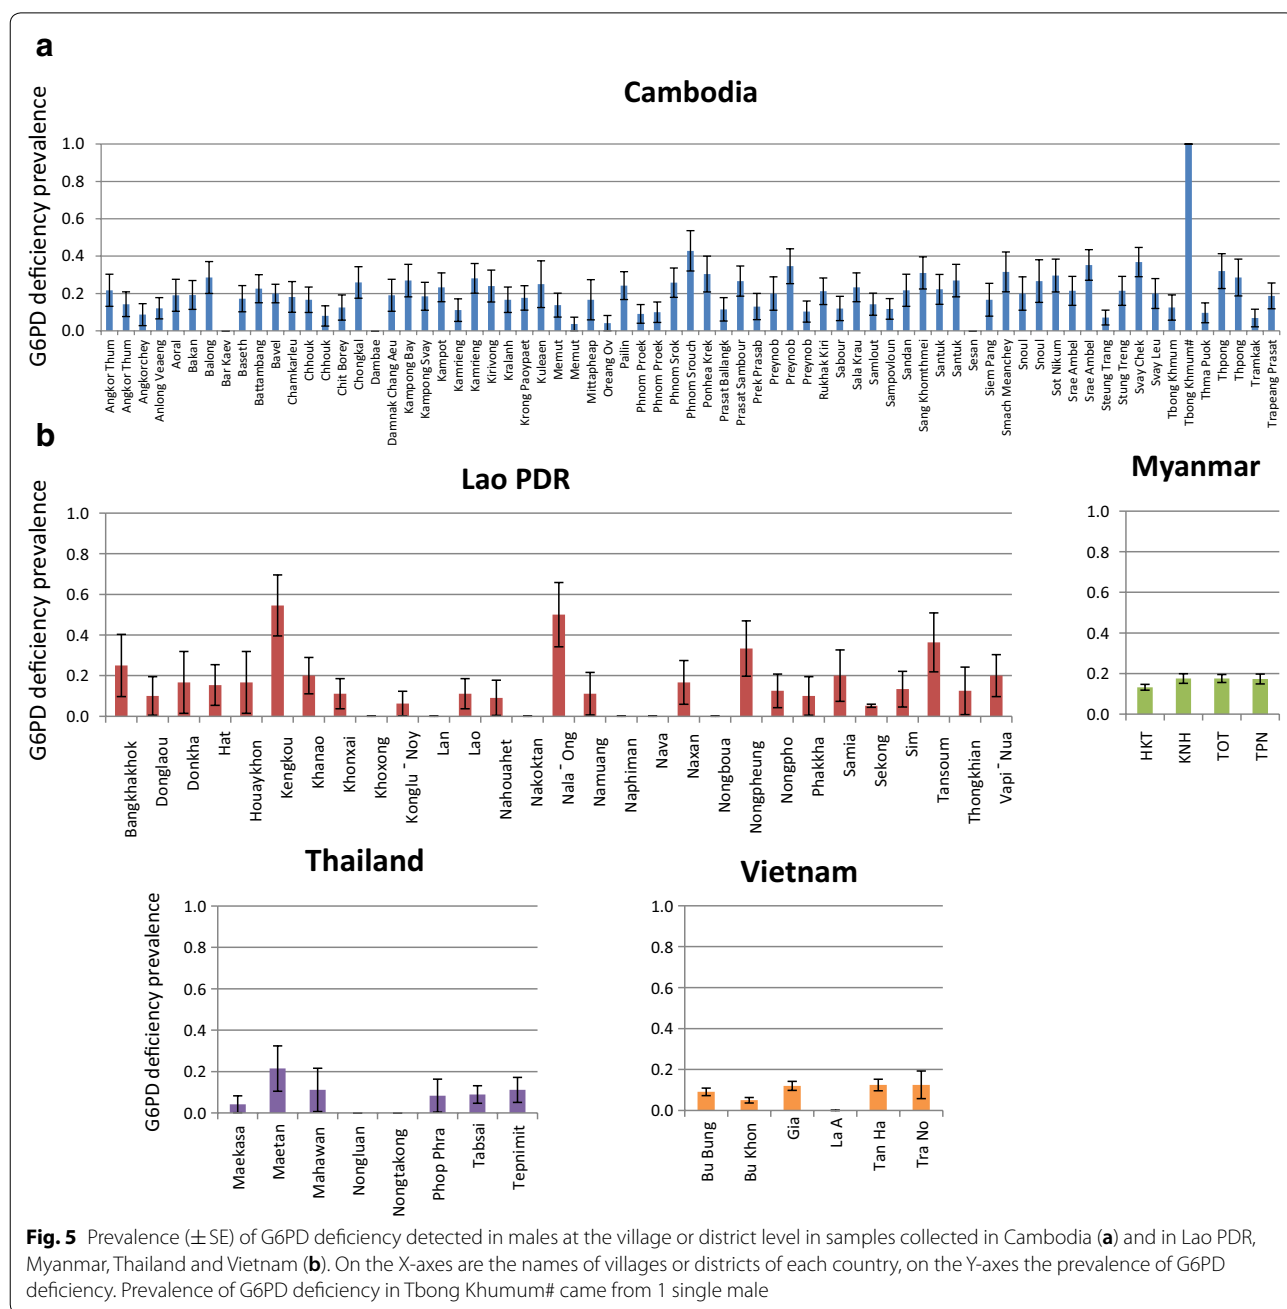 a
Cambodia
G6PD deficiency prevalence
1.0
0.8
0.6
0.4
0.2
0.0
Angkor Thum
Angkor Thum
Angkorchey
Anlong Veaeng
Aoral
Bakan
Balong
Bar Kaev
Baseth
Battambang
Bavel
Chamkarleu
Chhouk
Chhouk
Chit Borey
Chongkal
Dambae
Damnak Chang Aeu
Kampong Bay
Kampong Svay
Kampot
Kamrieng
Kamrieng
Kirivong
Kralanh
Krong Paoypaet
Kuleaen
Memut
Memut
Mittapheap
Oreang Ov
Pailin
Phnom Proek
Phnom Proek
Phnom Srok
Phnom Srouch
Ponhea Krek
Prasat Ballangk
Prasat Sambour
Prek Prasab
Preynob
Preynob
Preynob
Rukhak Kiri
Sabour
Sala Krau
Samlout
Sampovloun
Sandan
Sang Khomthmei
Santuk
Santuk
Sesan
Siem Pang
Smach Meanchey
Snoul
Snoul
Sot Nikum
Srae Ambel
Srae Ambel
Steung Trang
Stung Treng
Svay Chek
Svay Leu
Tbong Khmum
Tbong Khmum#
Thma Puok
Thpong
Thpong
Tramkak
Trapeang Prasat
b
Lao PDR
G6PD deficiency prevalence
1.0
0.8
0.6
0.4
0.2
0.0
Bangkhakhok
Donglaou
Donkha
Hat
Houaykhon
Kengkou
Khanao
Khonxai
Khoxong
Konglu¯Noy
Lan
Lao
Nahouahet
Nakoktan
Nala¯Ong
Namuang
Naphiman
Nava
Naxan
Nongboua
Nongpheung
Nongpho
Phakkha
Samia
Sekong
Sim
Tansoum
Thongkhian
Vapi¯Nua
Myanmar
1.0
0.8
0.6
0.4
0.2
0.0
HKT
KNH
TOT
TPN
Thailand
G6PD deficiency prevalence
1.0
0.8
0.6
0.4
0.2
0.0
Maekasa
Maetan
Mahawan
Nongluan
Nongtakong
Phop Phra
Tabsai
Tepnimit
Vietnam
1.0
0.8
0.6
0.4
0.2
0.0
Bu Bung
Bu Khon
Gia
La A
Tan Ha
Tra No
Fig. 5 Prevalence (±SE) of G6PD deficiency detected in males at the village or district level in samples collected in Cambodia (a) and in Lao PDR,
Myanmar, Thailand and Vietnam (b). On the X-axes are the names of villages or districts of each country, on the Y-axes the prevalence of G6PD
deficiency. Prevalence of G6PD deficiency in Tbong Khumum# came from 1 single male